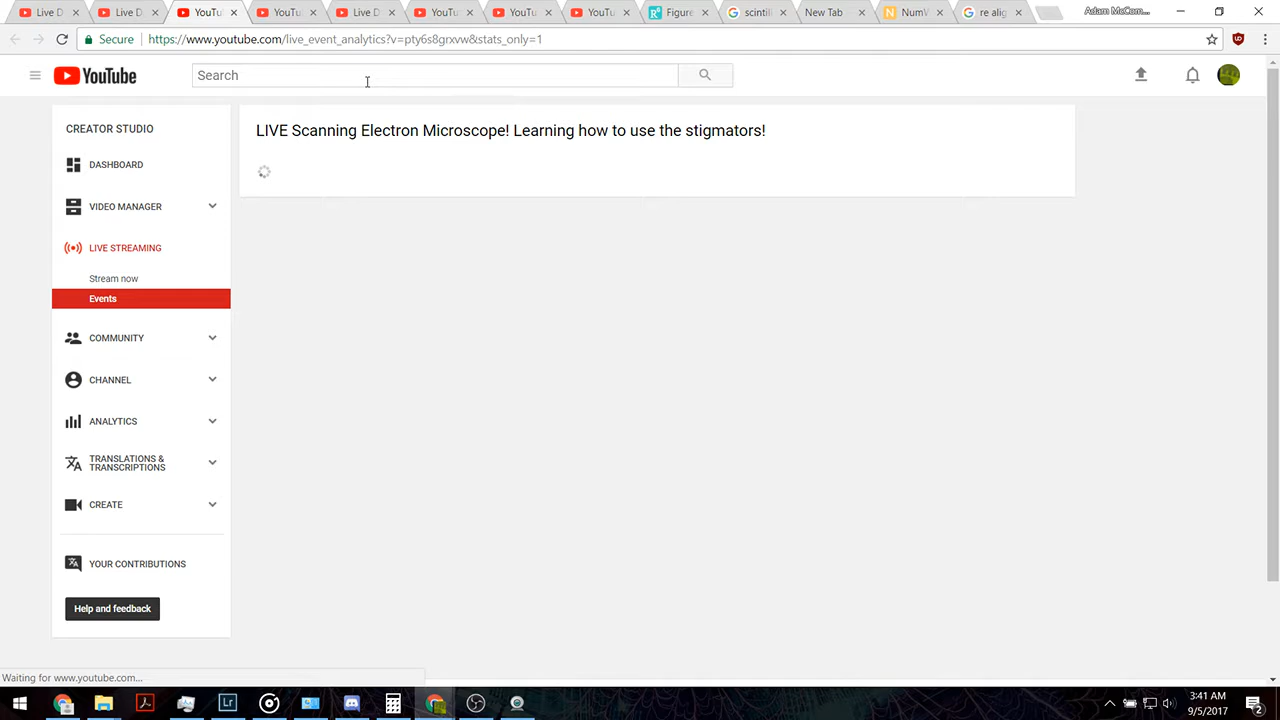 Live D
Live D
YouTu
YouTu
Live D
YouTu
YouTu
YouTu
Figure
scintill
New Tab
NumW
re alig
Adam McCom...
Secure
https://www.youtube.com/live_event_analytics?v=pty6s8grxvw&stats_only=1
YouTube
Search
CREATOR STUDIO
LIVE Scanning Electron Microscope! Learning how to use the stigmators!
DASHBOARD
VIDEO MANAGER
LIVE STREAMING
Stream now
Events
COMMUNITY
CHANNEL
ANALYTICS
TRANSLATIONS &
TRANSCRIPTIONS
CREATE
YOUR CONTRIBUTIONS
Help and feedback
Waiting for www.youtube.com...
Lr
3:41 AM
9/5/2017
2